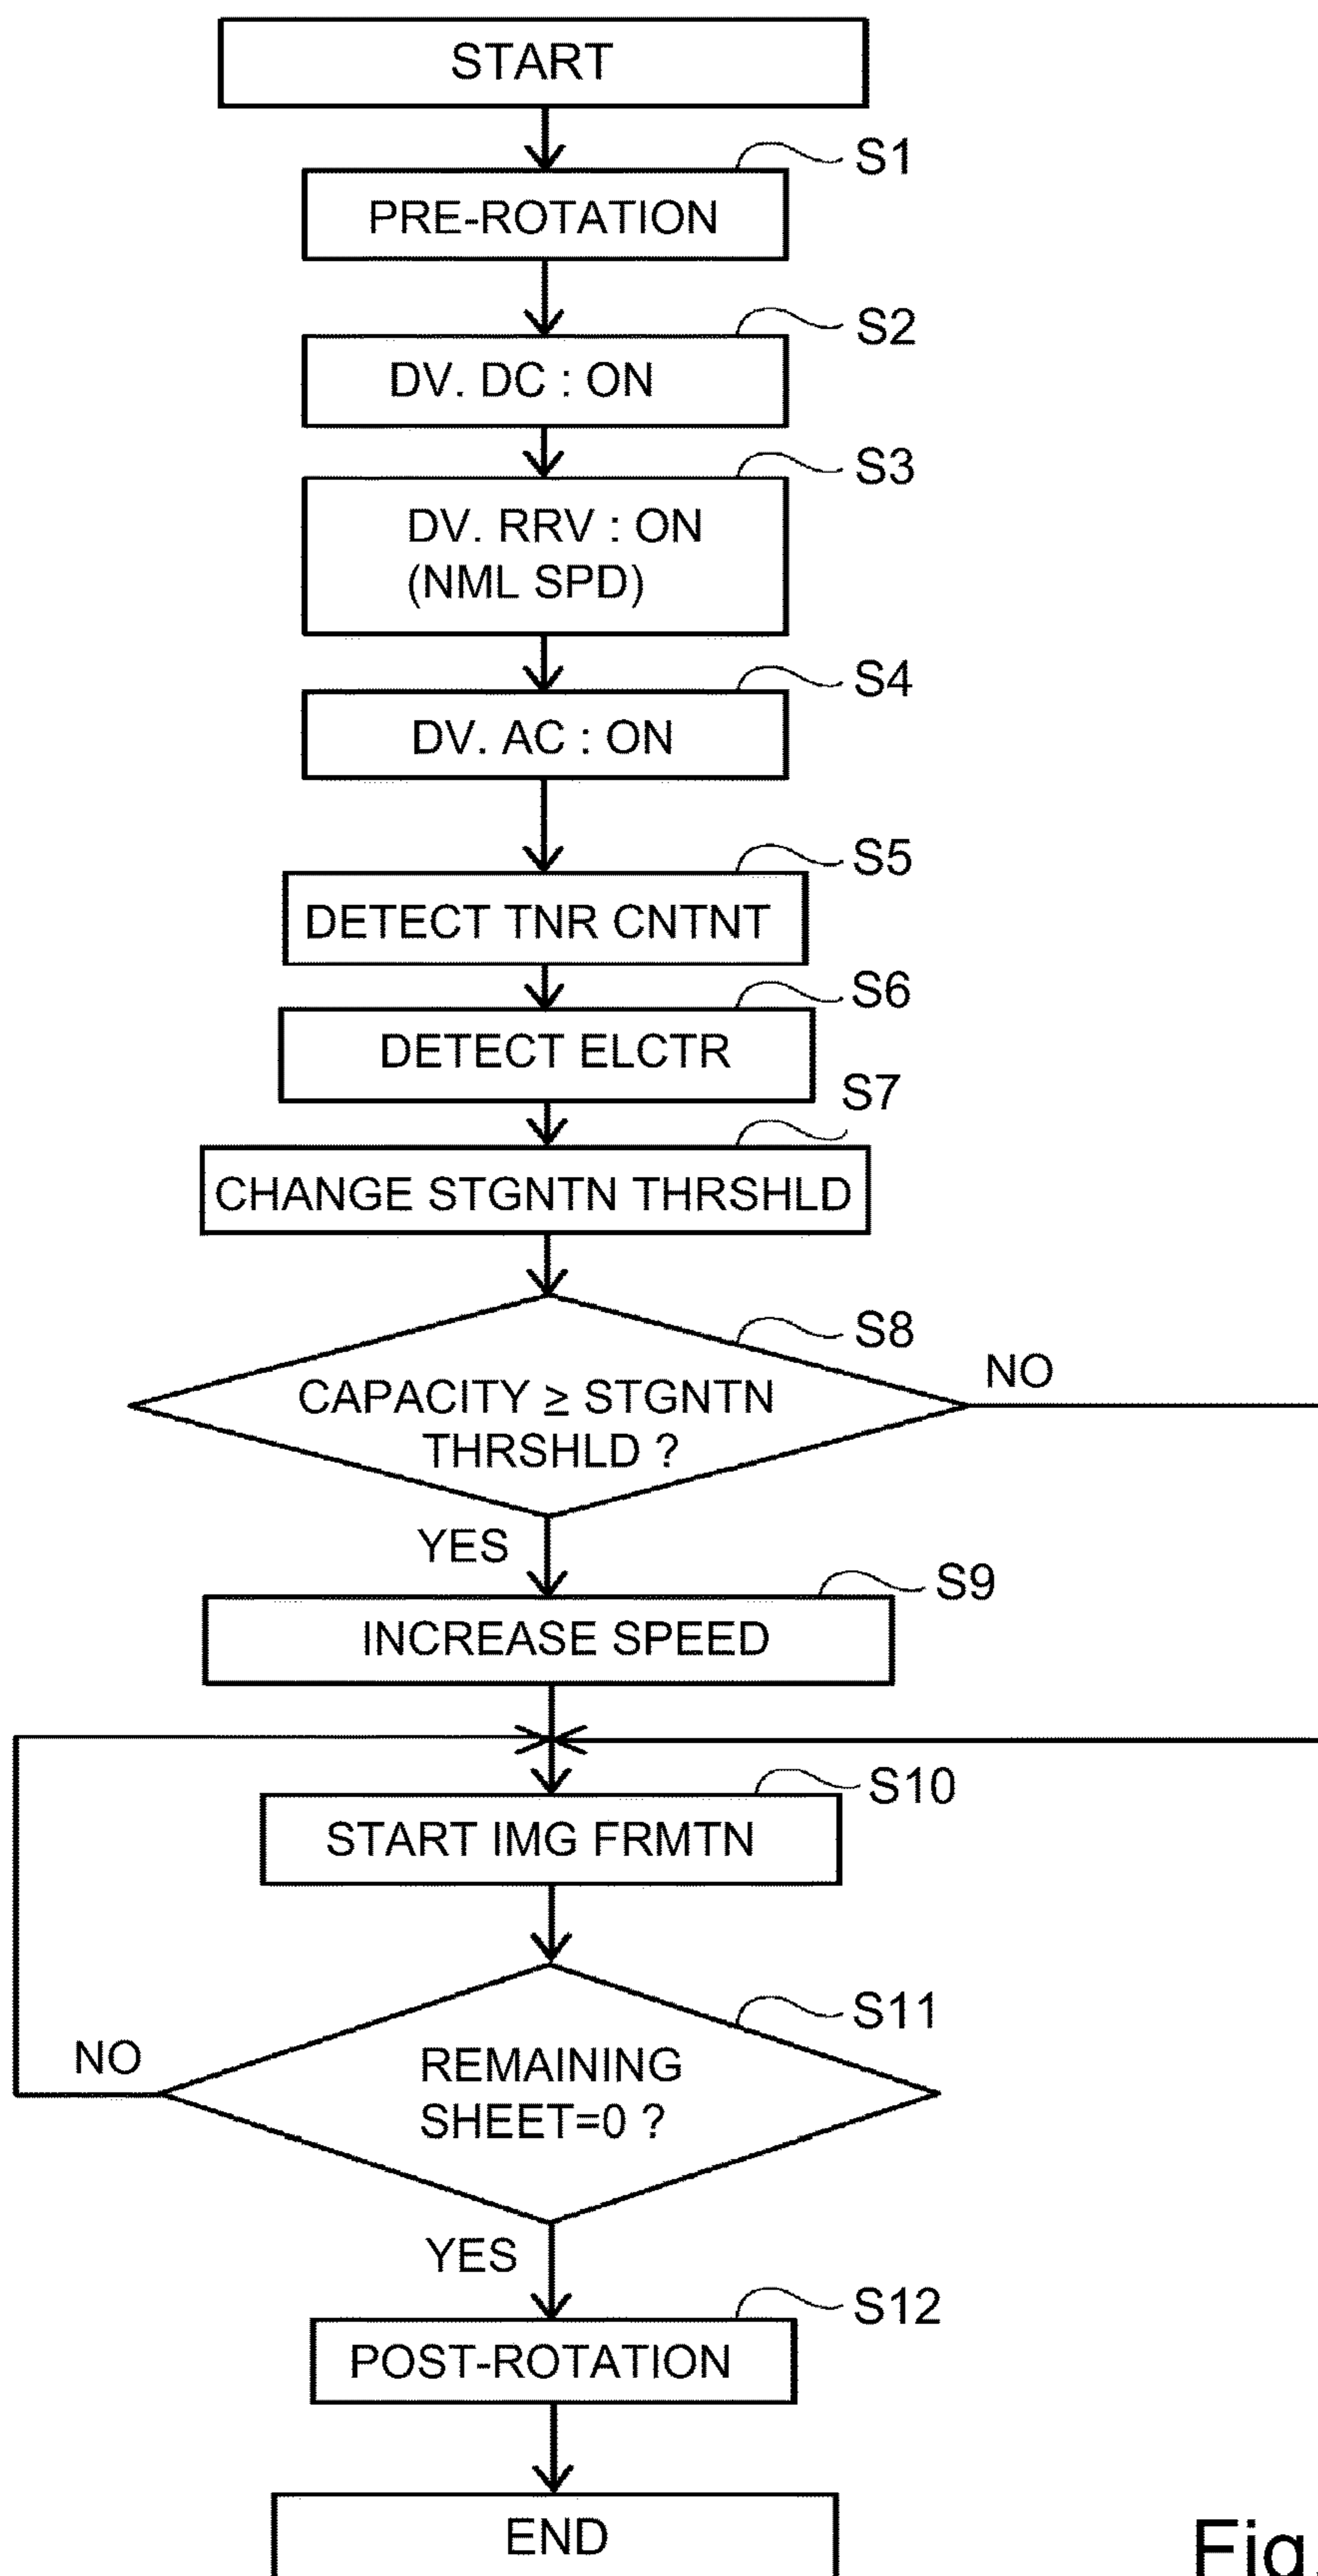 START
S1
PRE-ROTATION
S2
DV. DC : ON
S3
DV. RRV : ON
(NML SPD)
S4
DV. AC : ON
S5
DETECT TNR CNTNT
S6
DETECT ELCTR
S7
CHANGE STGNTN THRSHLD
S8
NO
CAPACITY ≥ STGNTN
THRSHLD ?
YES
S9
INCREASE SPEED
S10
START IMG FRMTN
S11
NO
REMAINING
SHEET=0 ?
YES
S12
POST-ROTATION
END
Fig.